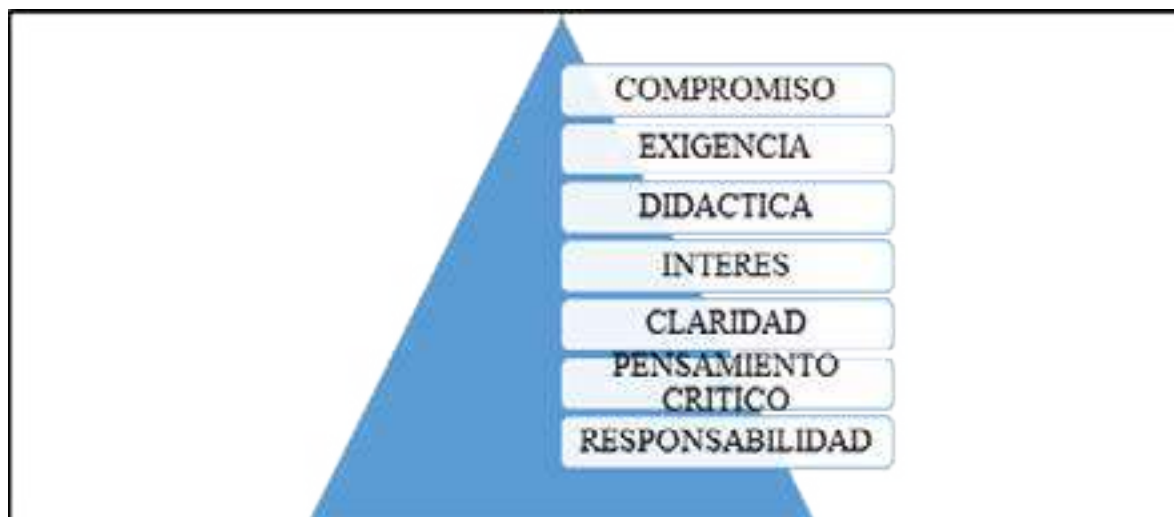 COMPROMISO
EXIGENCIA
DIDACTICA
INTERES
CLARIDAD
PENSAMIENTO
CRITICO
RESPONSABILIDAD